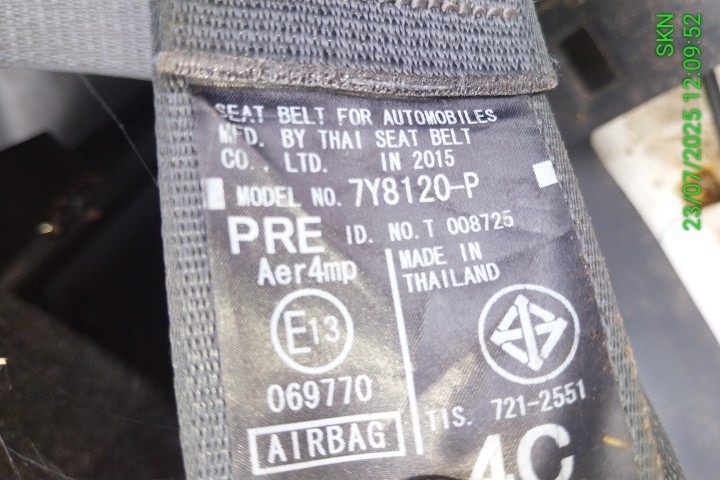 SEAT BELT FOR AUTOMOBILES
MFD. BY THAI SEAT BELT
CO., LTD. IN 2015
MODEL NO. 7Y8120-P
PRE ID. NO. T 008725
Aer4mp
MADE IN
THAILAND
E13
069770
AIRBAG
TIS. 721-2551
4C
SKN
23/07/2025 12:09:52